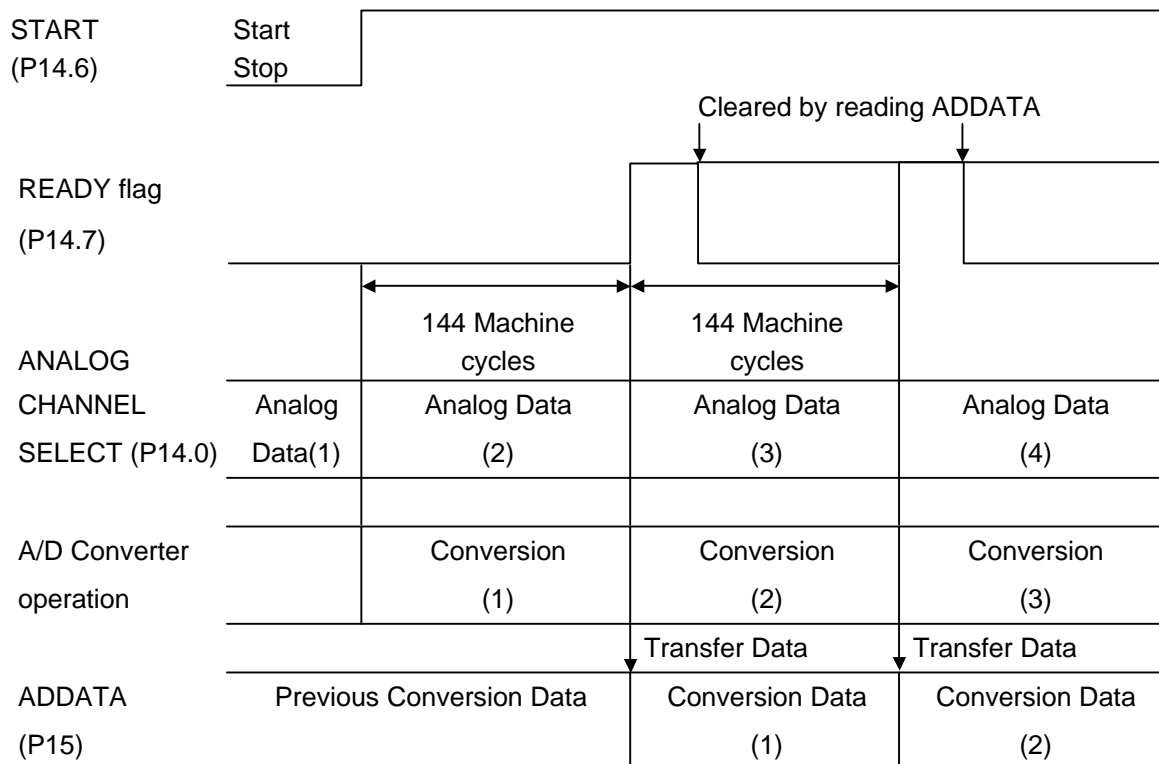 START Start
(P14.6) Stop
Cleared by reading ADDATA
READY flag
(P14.7)
144 Machine 144 Machine
ANALOG cycles cycles
CHANNEL Analog Analog Data Analog Data Analog Data
SELECT (P14.0) Data(1) (2) (3) (4)
A/D Converter Conversion Conversion Conversion
operation (1) (2) (3)
Transfer Data Transfer Data
ADDATA Previous Conversion Data Conversion Data Conversion Data
(P15) (1) (2)